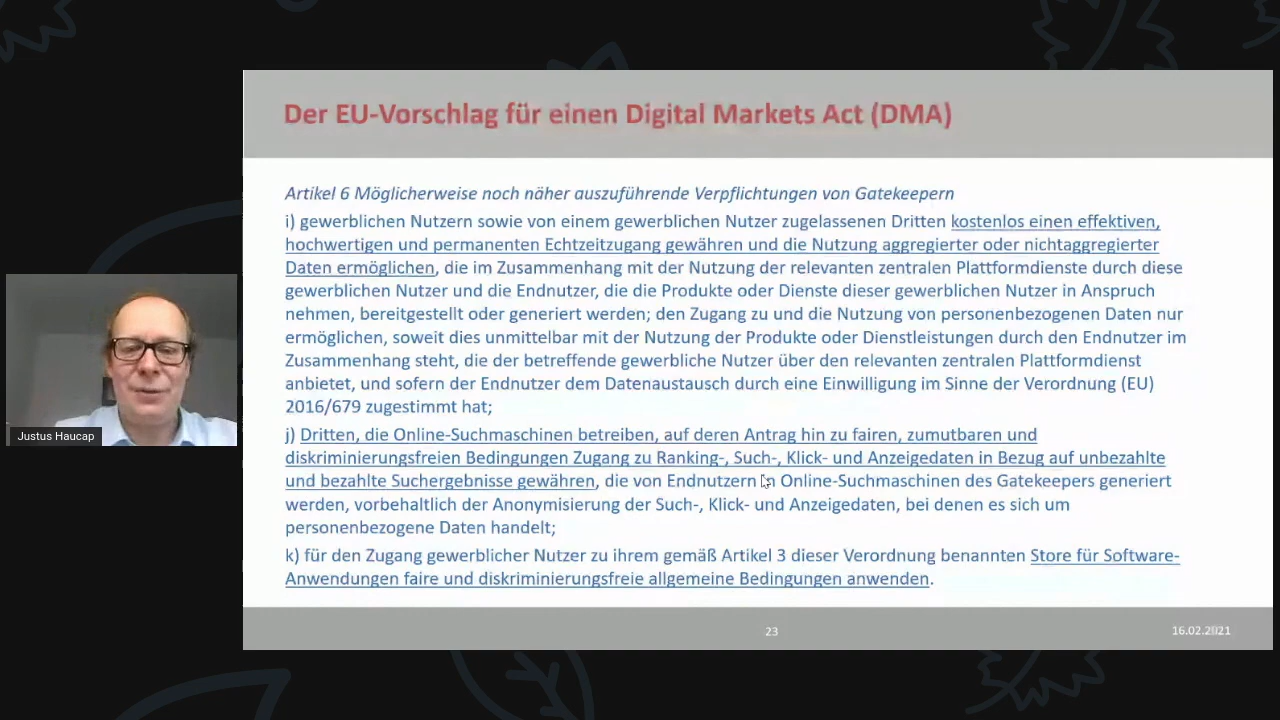 Der EU-Vorschlag für einen Digital Markets Act (DMA)
Artikel 6 Möglicherweise noch näher auszuführende Verpflichtungen von Gatekeepern
i) gewerblichen Nutzern sowie von einem gewerblichen Nutzer zugelassenen Dritten kostenlos einen effektiven,
hochwertigen und permanenten Echtzeitzugang gewähren und die Nutzung aggregierter oder nichtaggregierter
Daten ermöglichen, die im Zusammenhang mit der Nutzung der relevanten zentralen Plattformdienste durch diese
gewerblichen Nutzer und die Endnutzer, die die Produkte oder Dienste dieser gewerblichen Nutzer in Anspruch
nehmen, bereitgestellt oder generiert werden; den Zugang zu und die Nutzung von personenbezogenen Daten nur
ermöglichen, soweit dies unmittelbar mit der Nutzung der Produkte oder Dienstleistungen durch den Endnutzer im
Zusammenhang steht, die der betreffende gewerbliche Nutzer über den relevanten zentralen Plattformdienst
anbietet, und sofern der Endnutzer dem Datenaustausch durch eine Einwilligung im Sinne der Verordnung (EU)
2016/679 zugestimmt hat;
j) Dritten, die Online-Suchmaschinen betreiben, auf deren Antrag hin zu fairen, zumutbaren und
diskriminierungsfreien Bedingungen Zugang zu Ranking-, Such-, Klick- und Anzeigedaten in Bezug auf unbezahlte
und bezahlte Suchergebnisse gewähren, die von Endnutzern in Online-Suchmaschinen des Gatekeepers generiert
werden, vorbehaltlich der Anonymisierung der Such-, Klick- und Anzeigedaten, bei denen es sich um
personenbezogene Daten handelt;
k) für den Zugang gewerblicher Nutzer zu ihrem gemäß Artikel 3 dieser Verordnung benannten Store für Software-
Anwendungen faire und diskriminierungsfreie allgemeine Bedingungen anwenden.
Justus Haucap
23
16.02.2021